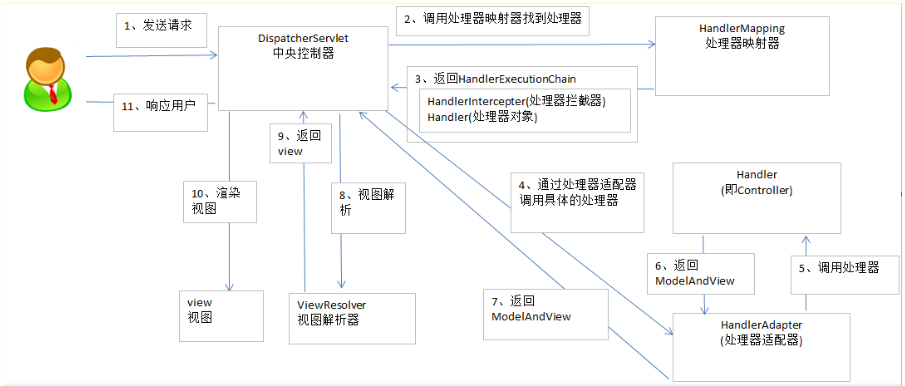 1、发送请求
DispatcherServlet
中央控制器
2、调用处理器映射器找到处理器
HandlerMapping
处理器映射器
3、返回HandlerExecutionChain
HandlerIntercepter(处理器拦截器)
Handler(处理器对象)
11、响应用户
9、返回
view
10、渲染
视图
8、视图解
析
4、通过处理器适配器
调用具体的处理器
Handler
(即Controller)
6、返回
ModelAndView
5、调用处理器
view
视图
ViewResolver
视图解析器
7、返回
ModelAndView
HandlerAdapter
(处理器适配器)